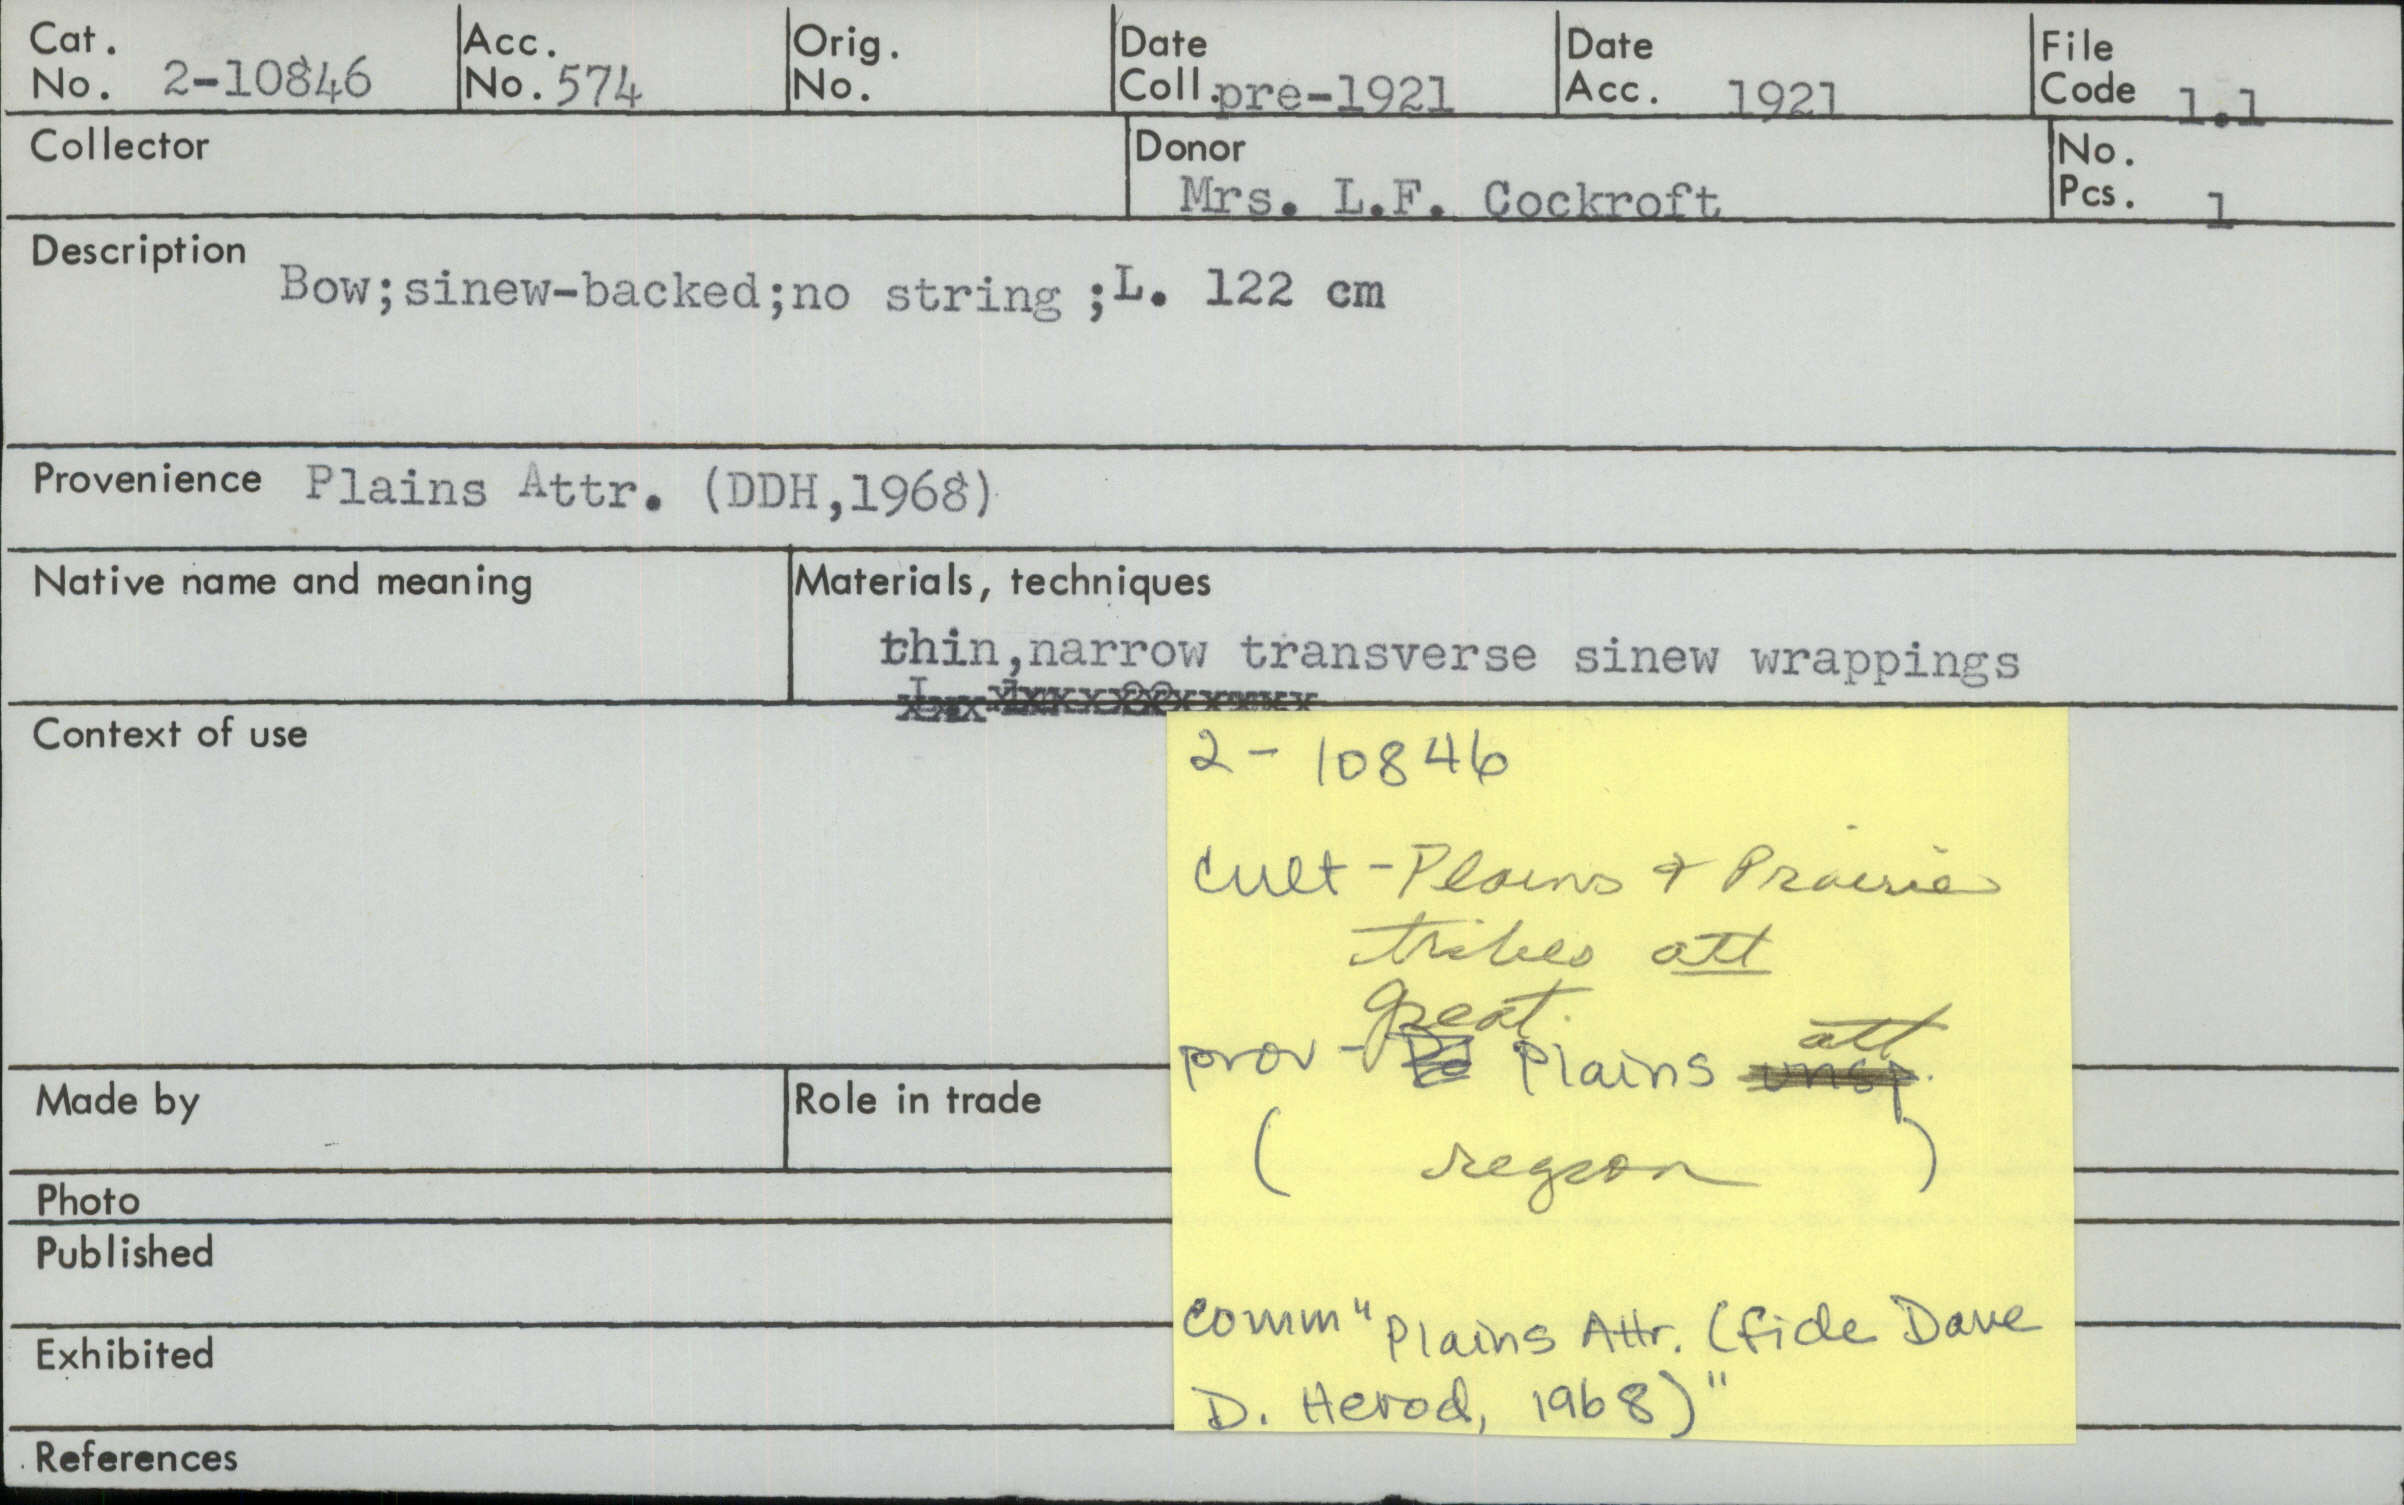 Cat. No. 2-10846 Acc. No. 574 Orig. No. Date Coll. pre-1921 Date Acc. 1921 File Code 1.1
Collector Donor Mrs. L.F. Cockroft No. Pcs. 1
Description Bow;sinew-backed;no string ;L. 122 cm
Provenience Plains Attr. (DDH,1968)
Native name and meaning Materials, techniques
thin,narrow transverse sinew wrappings
Context of use
2-10846
cult - Plains & Prairie
tribes att
great att
prov - Plains unsp.
( region )
comm "Plains Attr. (fide Dave
D. Herod, 1968)"
Made by Role in trade
Photo
Published
Exhibited
References